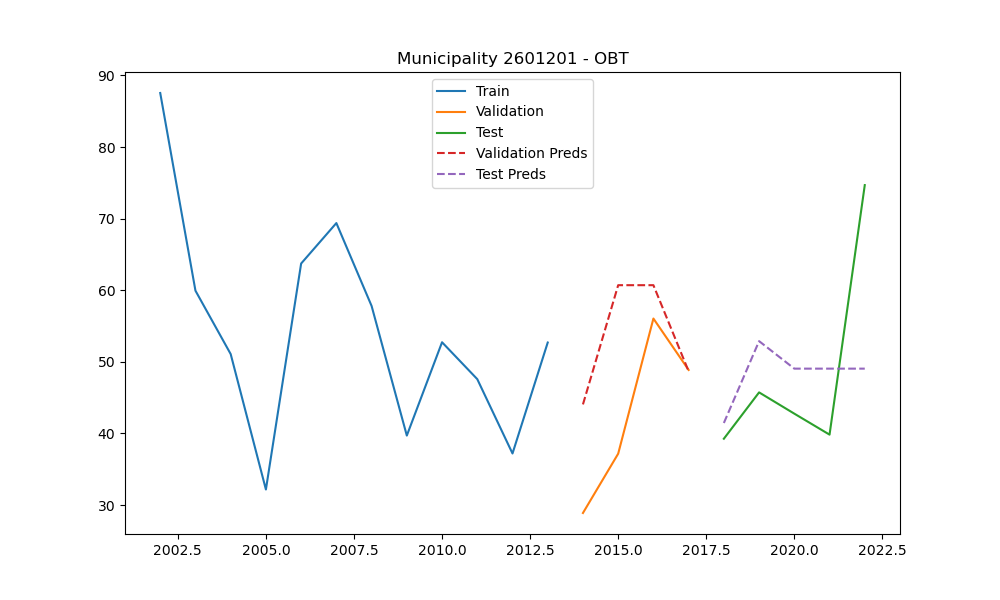 Municipality 2601201 - OBT
Train
Validation
Test
Validation Preds
Test Preds
90
80
70
60
50
40
30
2002.5 2005.0 2007.5 2010.0 2012.5 2015.0 2017.5 2020.0 2022.5